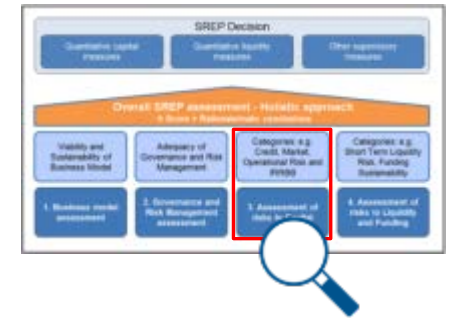 SREP Decision
Quantitative capital
measures
Quantitative liquidity
measures
Other supervisory
measures
Overall SREP assessment - Holistic approach
Viability and
Sustainability of
Business Model
Adequacy of
Governance and Risk
Management
Categories: e.g.
Credit, Market,
Operational Risk and
IRRBB
Categories: e.g.
Short Term Liquidity
Risk, Funding
Sustainability
1. Business model
assessment
2. Governance and
Risk Management
assessment
3. Assessment of
risks to Capital
4. Assessment of
risks to Liquidity
and Funding